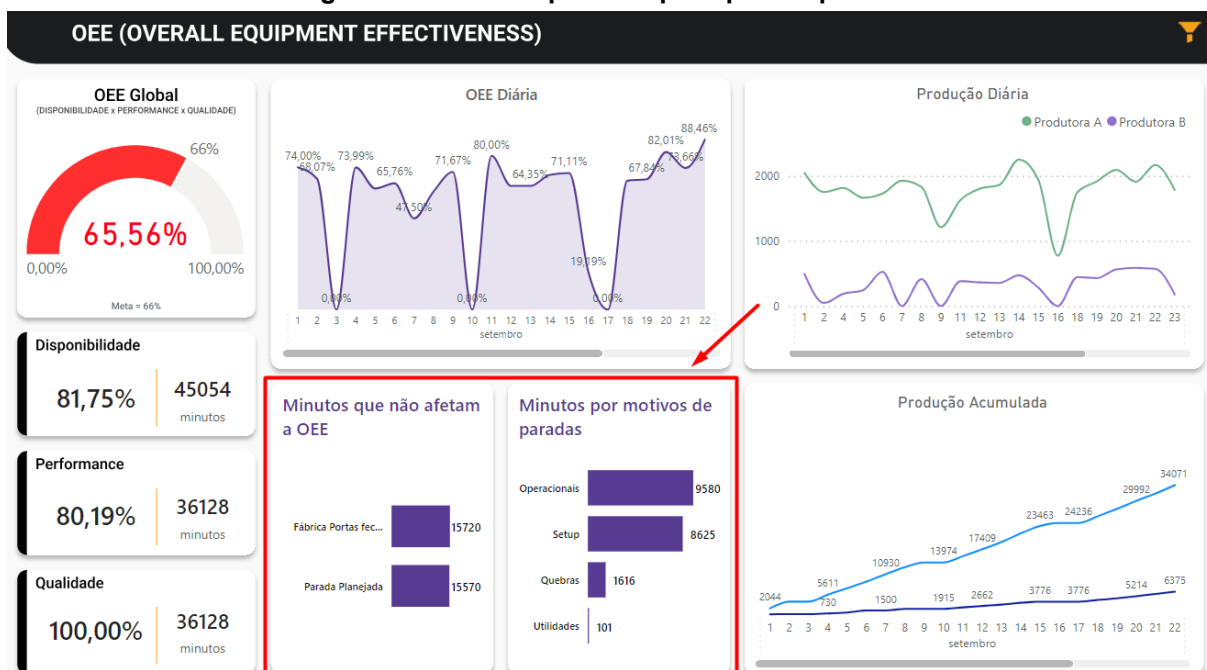 OEE (OVERALL EQUIPMENT EFFECTIVENESS)
OEE Global
(DISPONIBILIDADE x PERFORMANCE x QUALIDADE)
66%
65,56%
0,00%
100,00%
Meta = 66%
Disponibilidade
81,75%
45054
minutos
Performance
80,19%
36128
minutos
Qualidade
100,00%
36128
minutos
OEE Diária
74,00%
68,07%
0,00%
73,99%
65,76%
47,50%
71,67%
0,00%
80,00%
64,35%
71,11%
19,19%
0,00%
67,84%
82,01%
73,66%
88,46%
1 2 3 4 5 6 7 8 9 10 11 12 13 14 15 16 17 18 19 20 21 22
setembro
Produção Diária
Produtora A Produtora B
2000
1000
0
1 2 4 5 6 7 8 9 11 12 13 14 15 16 18 19 20 21 22 23
setembro
Minutos que não afetam
a OEE
Fábrica Portas fec... 15720
Parada Planejada 15570
Minutos por motivos de
paradas
Operacionais 9580
Setup 8625
Quebras 1616
Utilidades 101
Produção Acumulada
2044
5611
10930
13974
17409
23463
24236
29992
34071
730
1500
1915
2662
3776
3776
5214
6375
1 2 3 4 5 6 7 8 9 10 11 12 13 14 15 16 17 18 19 20 21 22
setembro